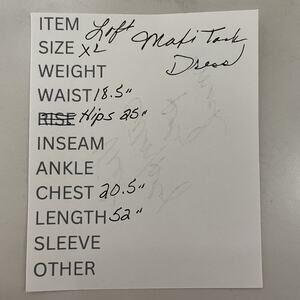 ITEM Loft
SIZE XL Maxi Tank Dress
WEIGHT
WAIST 18.5"
RISE Hips 25"
INSEAM
ANKLE
CHEST 20.5"
LENGTH 52"
SLEEVE
OTHER